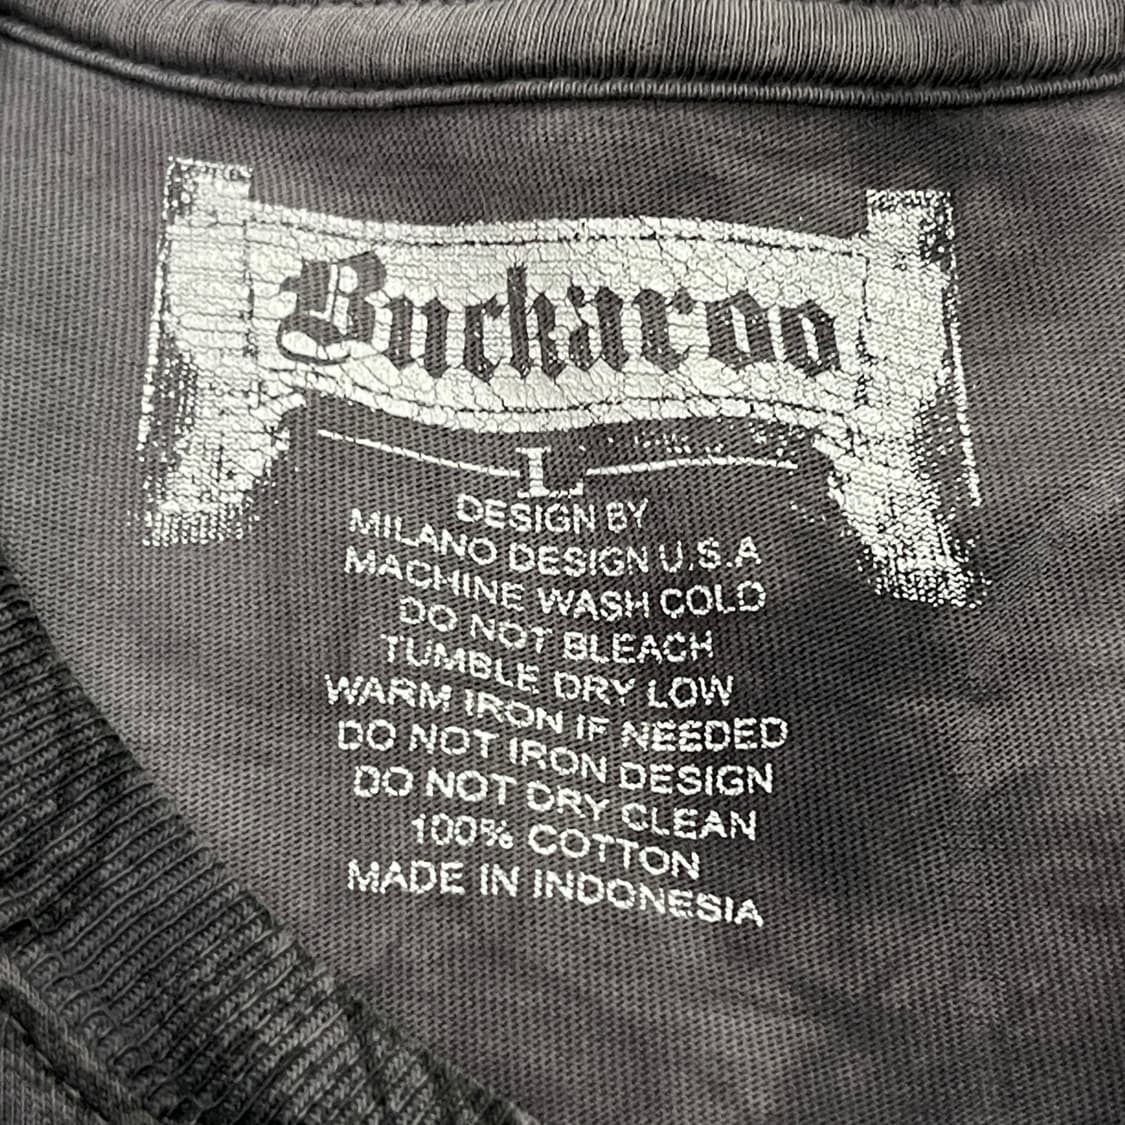 Buckaroo
L
DESIGN BY
MILANO DESIGN U.S.A
MACHINE WASH COLD
DO NOT BLEACH
TUMBLE DRY LOW
WARM IRON IF NEEDED
DO NOT IRON DESIGN
DO NOT DRY CLEAN
100% COTTON
MADE IN INDONESIA